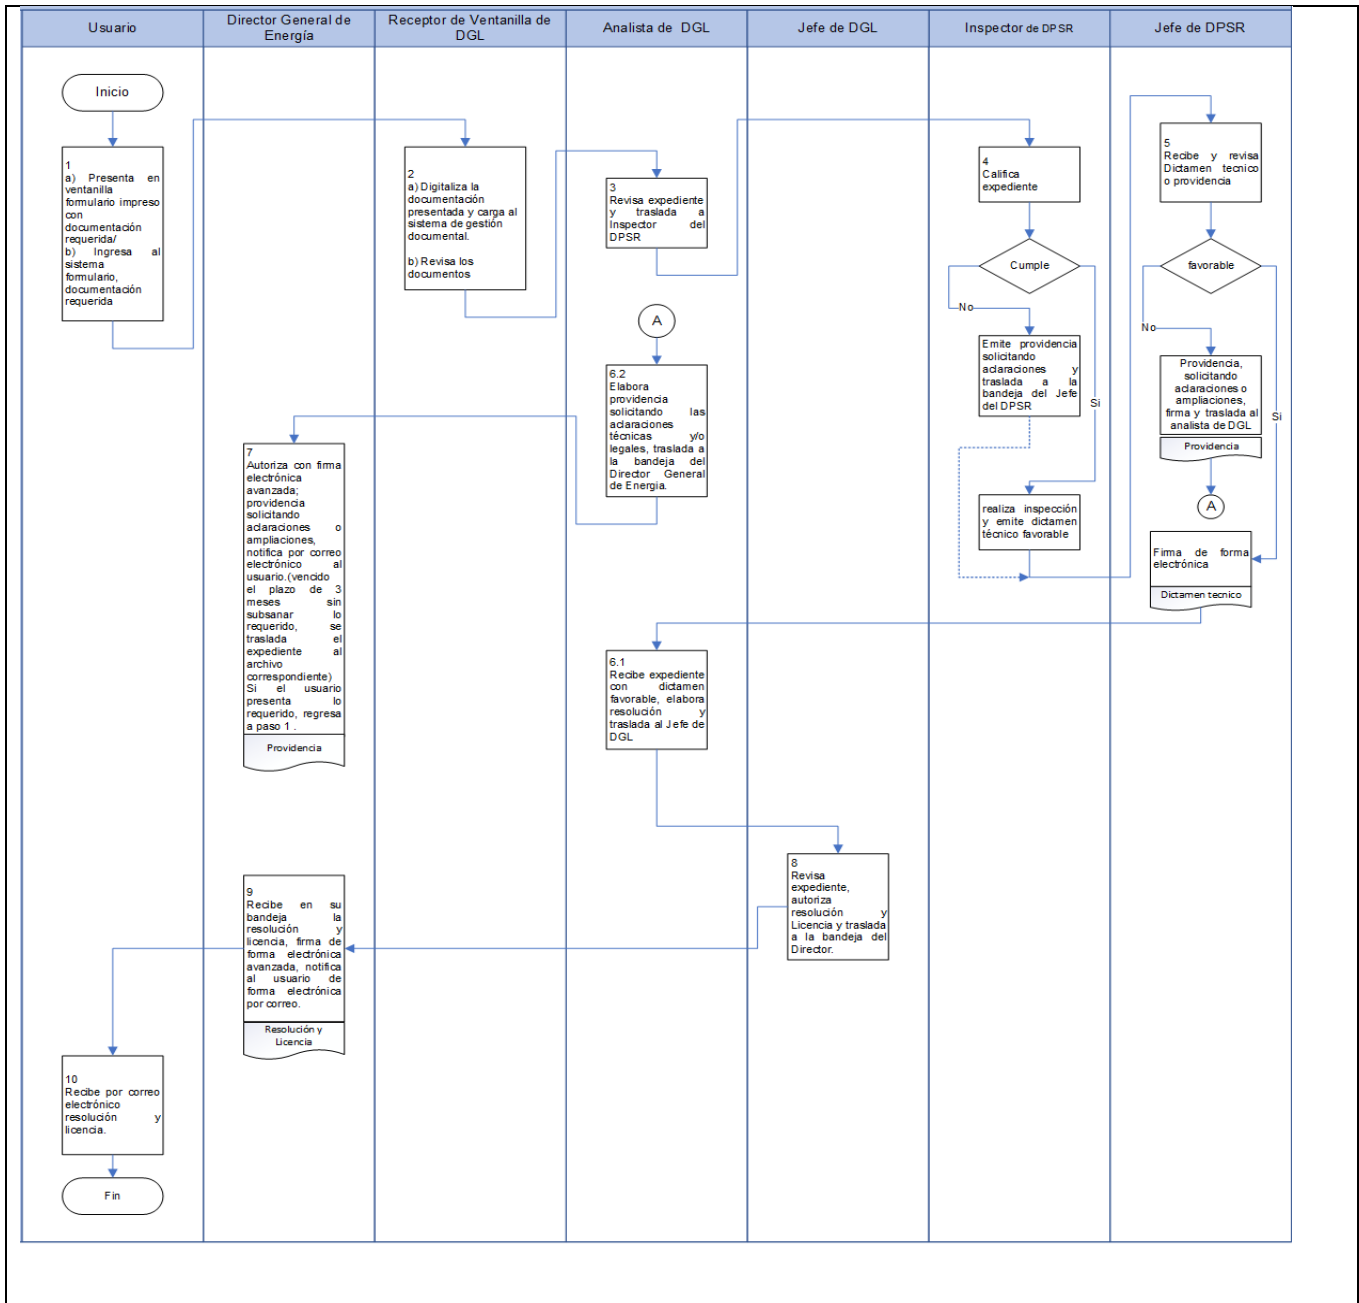 Usuario
Director General de
Energía
Receptor de Ventanilla de
DGL
Analista de DGL
Jefe de DGL
Inspector de DPSR
Jefe de DPSR
Inicio
1
a) Presenta en
ventanilla
formulario impreso
con
documentación
requerida/
b) Ingresa al
sistema
formulario,
documentación
requerida
2
a) Digitaliza la
documentación
presentada y carga al
sistema de gestión
documental.
b) Revisa los
documentos
3
Revisa expediente
y traslada a
Inspector del
DPSR
4
Califica
expediente
Cumple
No
Si
Emite providencia
solicitando
aclaraciones y
traslada a la
bandeja del Jefe
del DPSR
realiza inspección
y emite dictamen
técnico favorable
5
Recibe y revisa
Dictamen tecnico
o providencia
favorable
No
Si
Providencia,
solicitando
aclaraciones o
ampliaciones,
firma y traslada al
analista de DGL
Providencia
A
Firma de forma
electrónica
Dictamen tecnico
A
6.2
Elabora
providencia
solicitando las
aclaraciones
técnicas y/o
legales, traslada a
la bandeja del
Director General
de Energia.
7
Autoriza con firma
electrónica
avanzada;
providencia
solicitando
aclaraciones o
ampliaciones,
notifica por correo
electrónico al
usuario.(vencido
el plazo de 3
meses sin
subsanar lo
requerido, se
traslada el
expediente al
archivo
correspondiente)
Si el usuario
presenta lo
requerido, regresa
a paso 1 .
Providencia
6.1
Recibe expediente
con dictamen
favorable, elabora
resolución y
traslada al Jefe de
DGL
8
Revisa
expediente,
autoriza
resolución y
Licencia y traslada
a la bandeja del
Director.
9
Recibe en su
bandeja la
resolución y
licencia, firma de
forma electrónica
avanzada, notifica
al usuario de
forma electrónica
por correo.
Resolución y
Licencia
10
Recibe por correo
electrónico
resolución y
licencia.
Fin